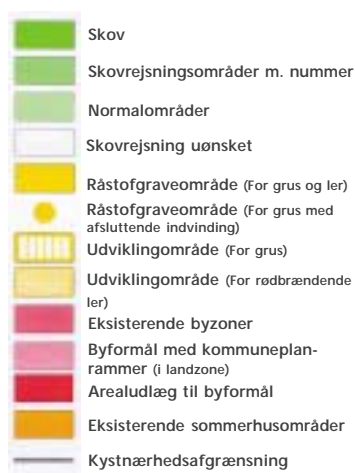 Skov
Skovrejsningsområder m. nummer
Normalområder
Skovrejsning uønsket
Råstofgraveområde (For grus og ler)
Råstofgraveområde (For grus med
afsluttende indvinding)
Udviklingområde (For grus)
Udviklingområde (For rødbrændende
ler)
Eksisterende byzoner
Byformål med kommuneplan-
rammer (i landzone)
Arealudlæg til byformål
Eksisterende sommerhusområder
Kystnærhedsafgrænsning